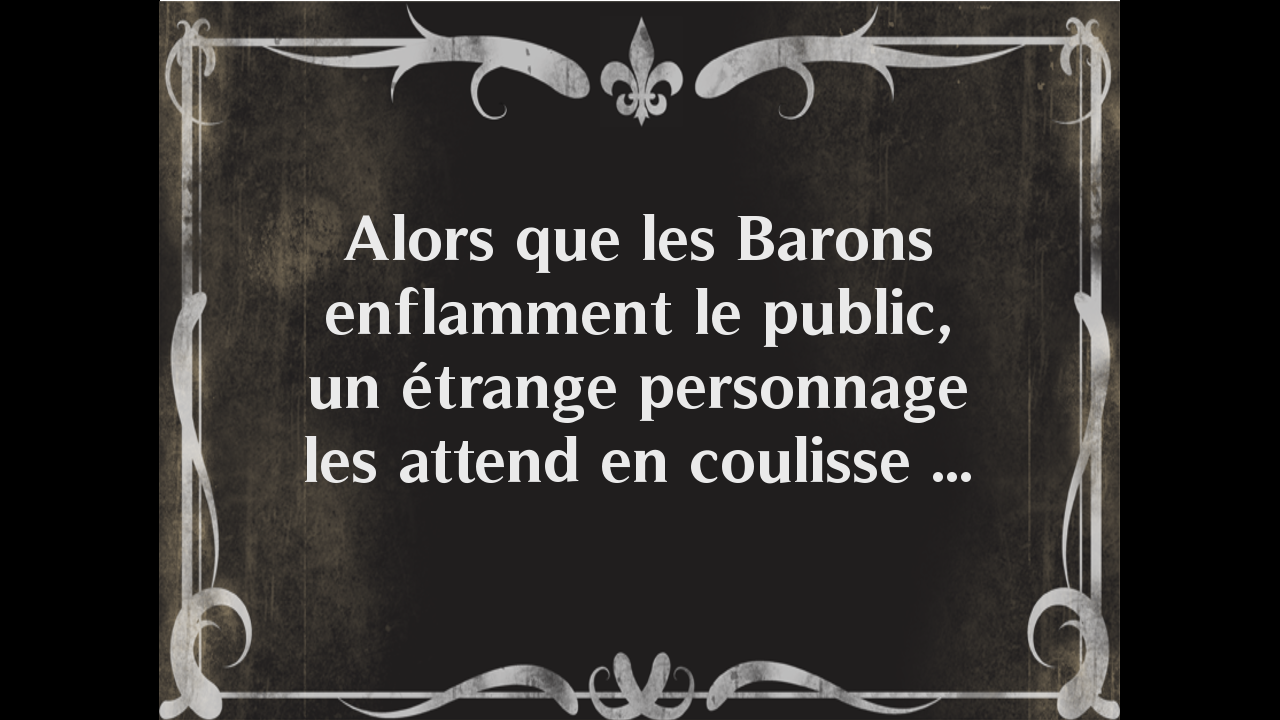 Alors que les Barons
enflamment le public,
un étrange personnage
les attend en coulisse ...